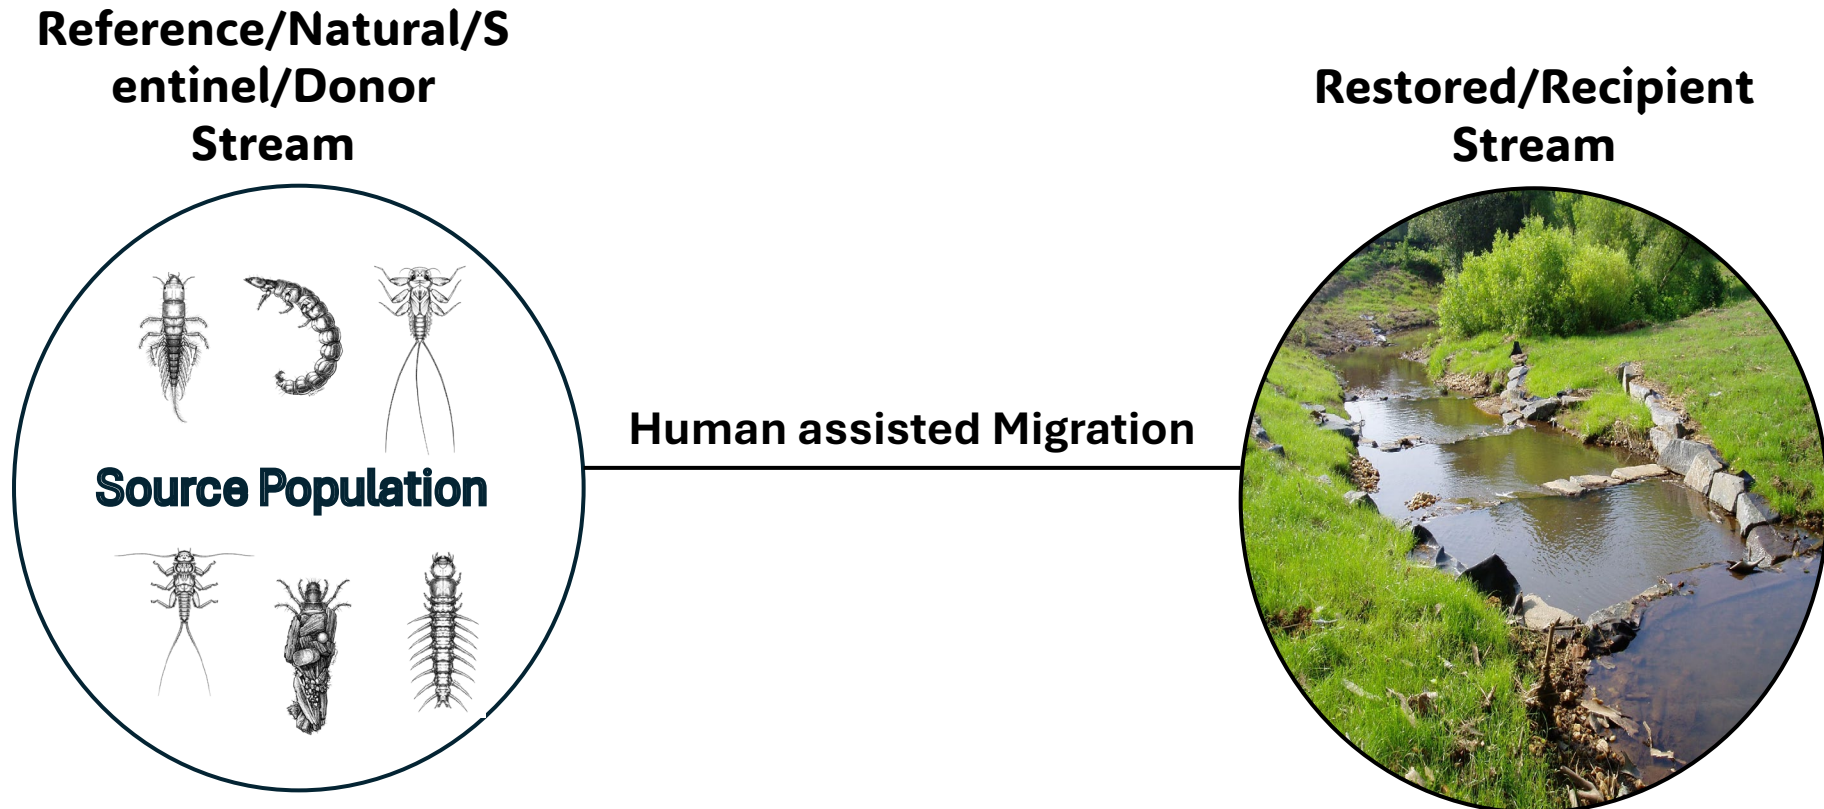 Reference/Natural/S
entinel/Donor
Stream
Restored/Recipient
Stream
Human assisted Migration
Source Population